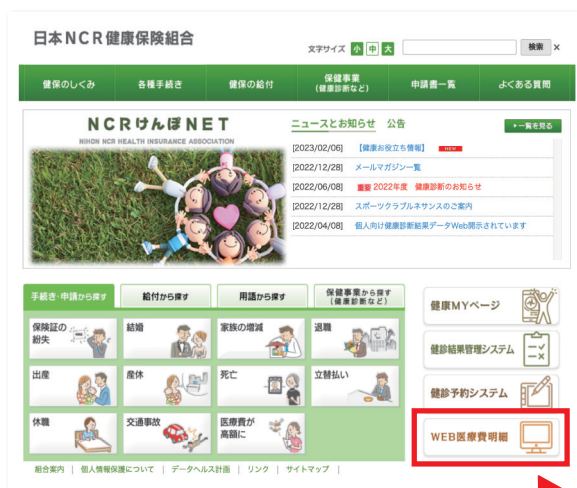 日本NCR健康保険組合
文字サイズ 小 中 大 検索 ×
健保のしくみ 各種手続き 健保の給付 保健事業 (健康診断など) 申請書一覧 よくある質問
NCRけんぽNET
NIHON NCR HEALTH INSURANCE ASSOCIATION
ニュースとお知らせ 公告 ▶一覧を見る
[2023/02/06] 【健康お役立ち情報】 NEW
[2022/12/28] メールマガジン一覧
[2022/06/08] 重要 2022年度 健康診断のお知らせ
[2022/12/28] スポーツクラブルネサンスのご案内
[2022/04/08] 個人向け健康診断結果データWeb開示されています
手続き・申請から探す 給付から探す 用語から探す 保健事業から探す (健康診断など)
保険証の紛失 結婚 家族の増減 退職
出産 産休 死亡 立替払い
休職 交通事故 医療費が高額に
健康MYページ
健診結果管理システム
健診予約システム
WEB医療費明細
組合案内 | 個人情報保護について | データヘルス計画 | リンク | サイトマップ |